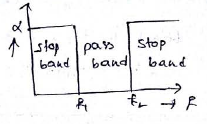 α
stop pass stop
band band band
f₁ f₂ → f